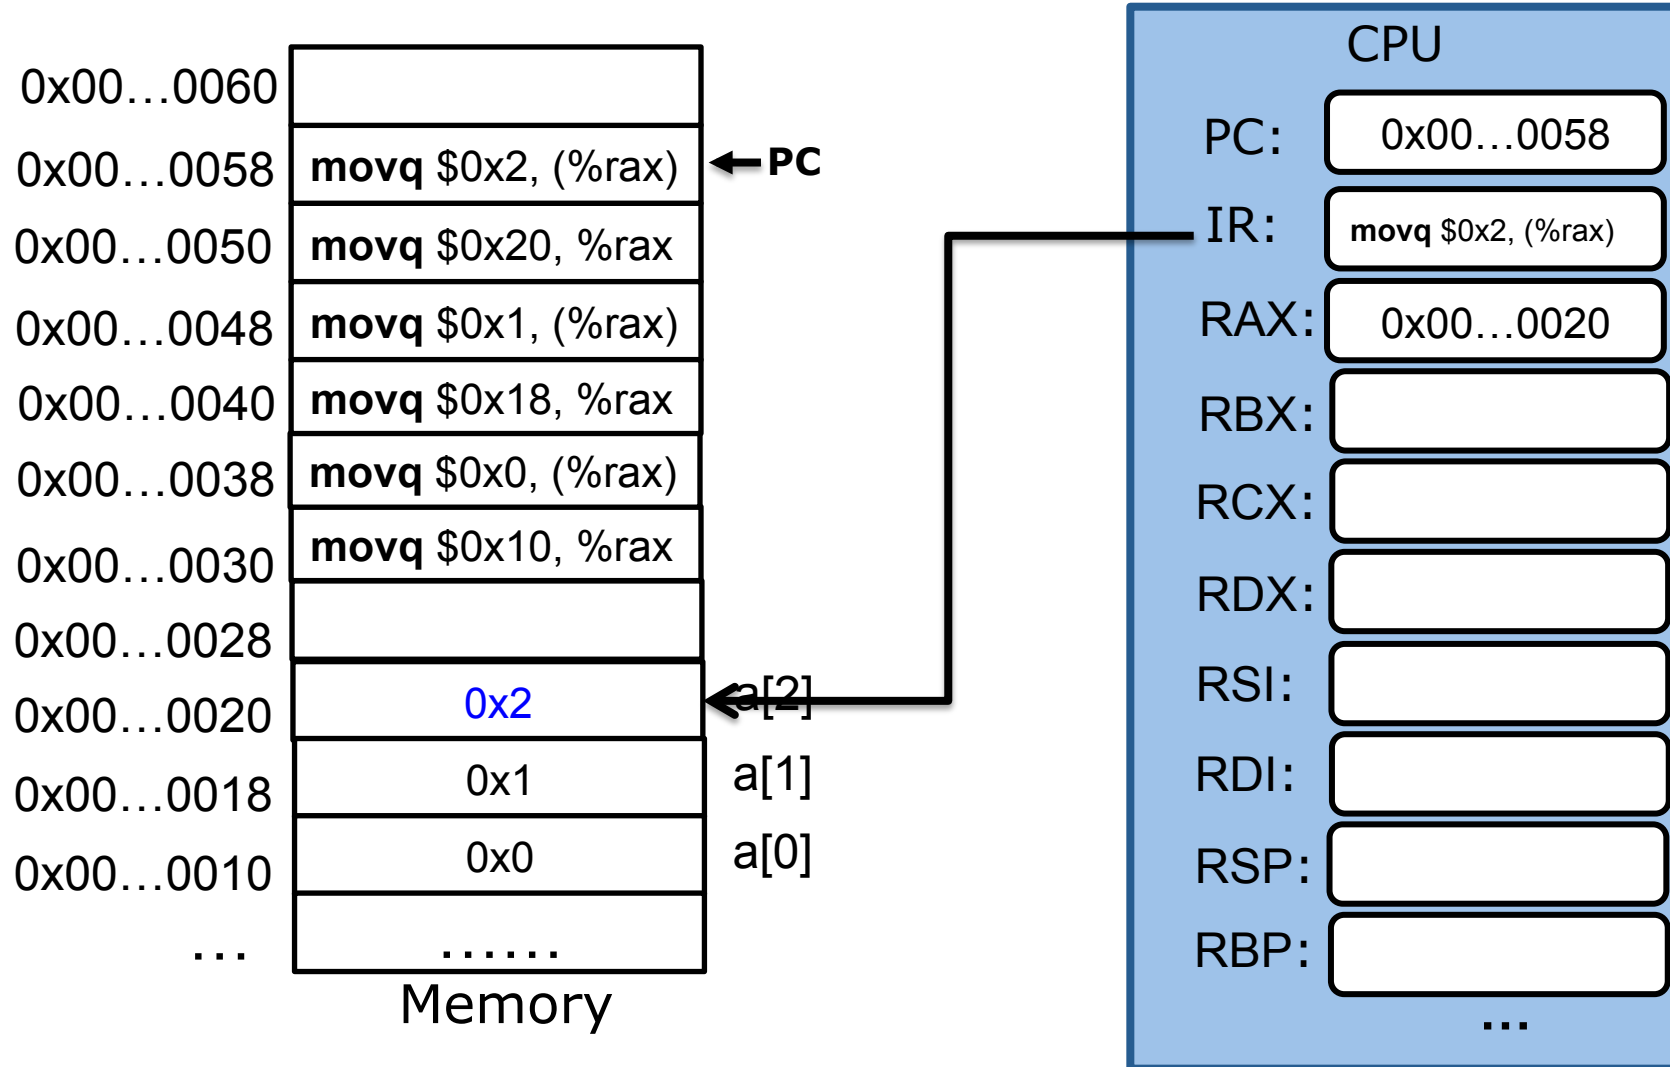 0x00…0060
0x00…0058 movq $0x2, (%rax) PC
0x00…0050 movq $0x20, %rax
0x00…0048 movq $0x1, (%rax)
0x00…0040 movq $0x18, %rax
0x00…0038 movq $0x0, (%rax)
0x00…0030 movq $0x10, %rax
0x00…0028
0x00…0020 0x2 a[2]
0x00…0018 0x1 a[1]
0x00…0010 0x0 a[0]
… ……
Memory
CPU
PC: 0x00…0058
IR: movq $0x2, (%rax)
RAX: 0x00…0020
RBX:
RCX:
RDX:
RSI:
RDI:
RSP:
RBP:
…